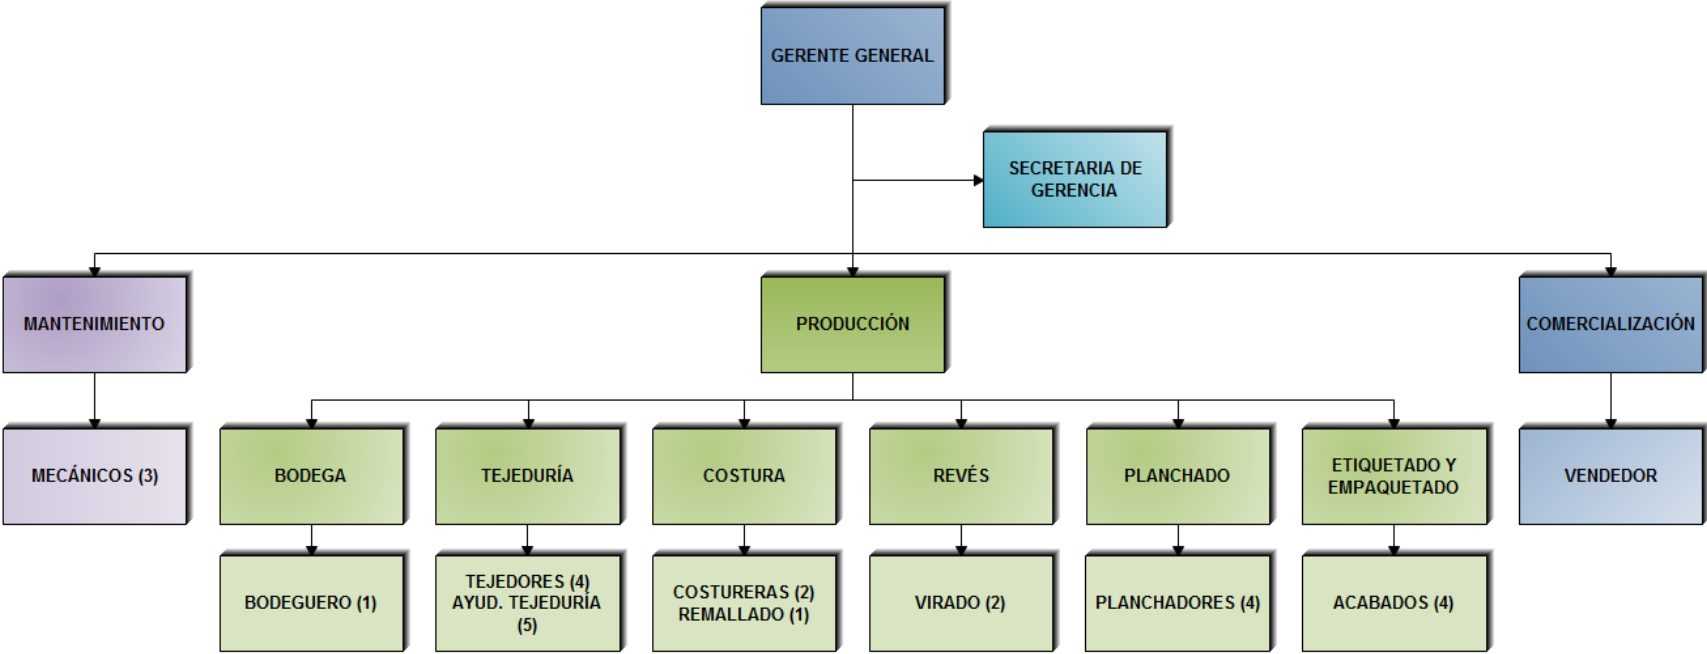 GERENTE GENERAL
SECRETARIA DE
GERENCIA
MANTENIMIENTO
PRODUCCIÓN
COMERCIALIZACIÓN
MECÁNICOS (3)
BODEGA
TEJEDURÍA
COSTURA
REVÉS
PLANCHADO
ETIQUETADO Y
EMPAQUETADO
VENDEDOR
BODEGUERO (1)
TEJEDORES (4)
AYUD. TEJEDURÍA
(5)
COSTURERAS (2)
REMALLADO (1)
VIRADO (2)
PLANCHADORES (4)
ACABADOS (4)